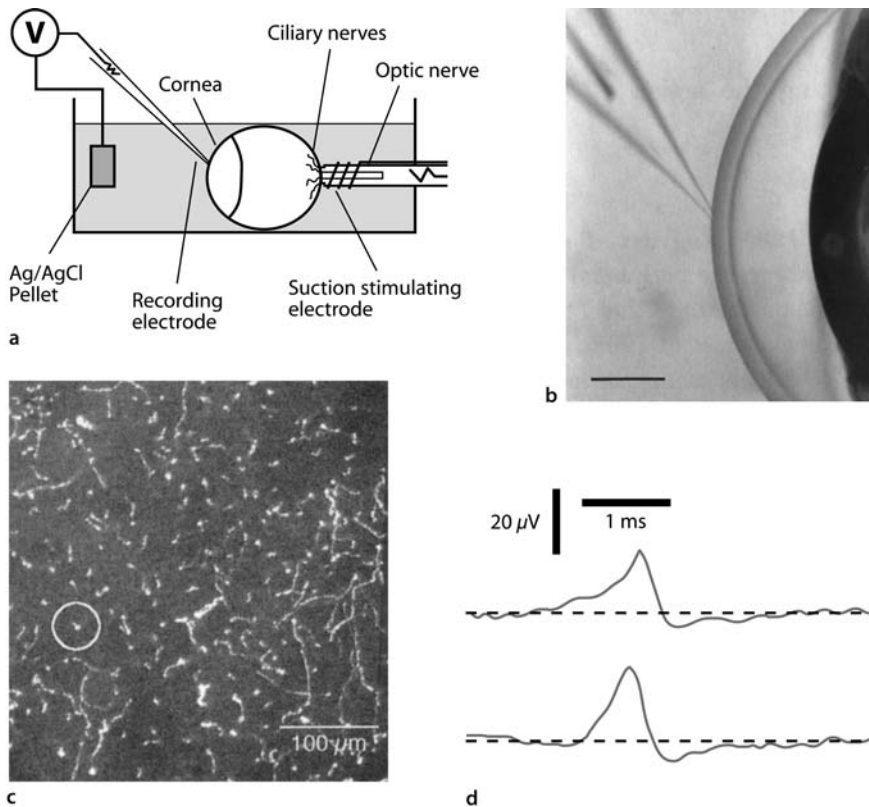 V
Ciliary nerves
Optic nerve
Cornea
Ag/AgCl
Pellet
Recording
electrode
Suction stimulating
electrode
a
b
100 µm
c
20 µV
1 ms
d